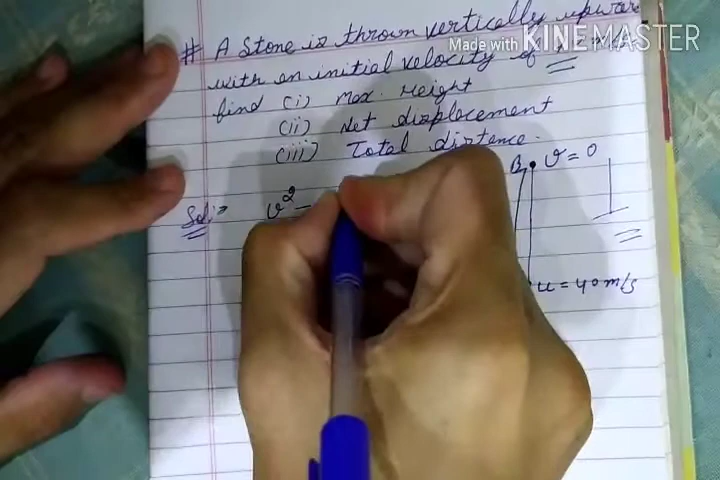 # A Stone is thrown vertically upwards
Made with KINEMASTER
with an initial velocity of
find (i) Max. Height
(ii) Net displacement
(iii) Total distance.
B v = 0
Sol:⇒ v² -
u = 40 m/s